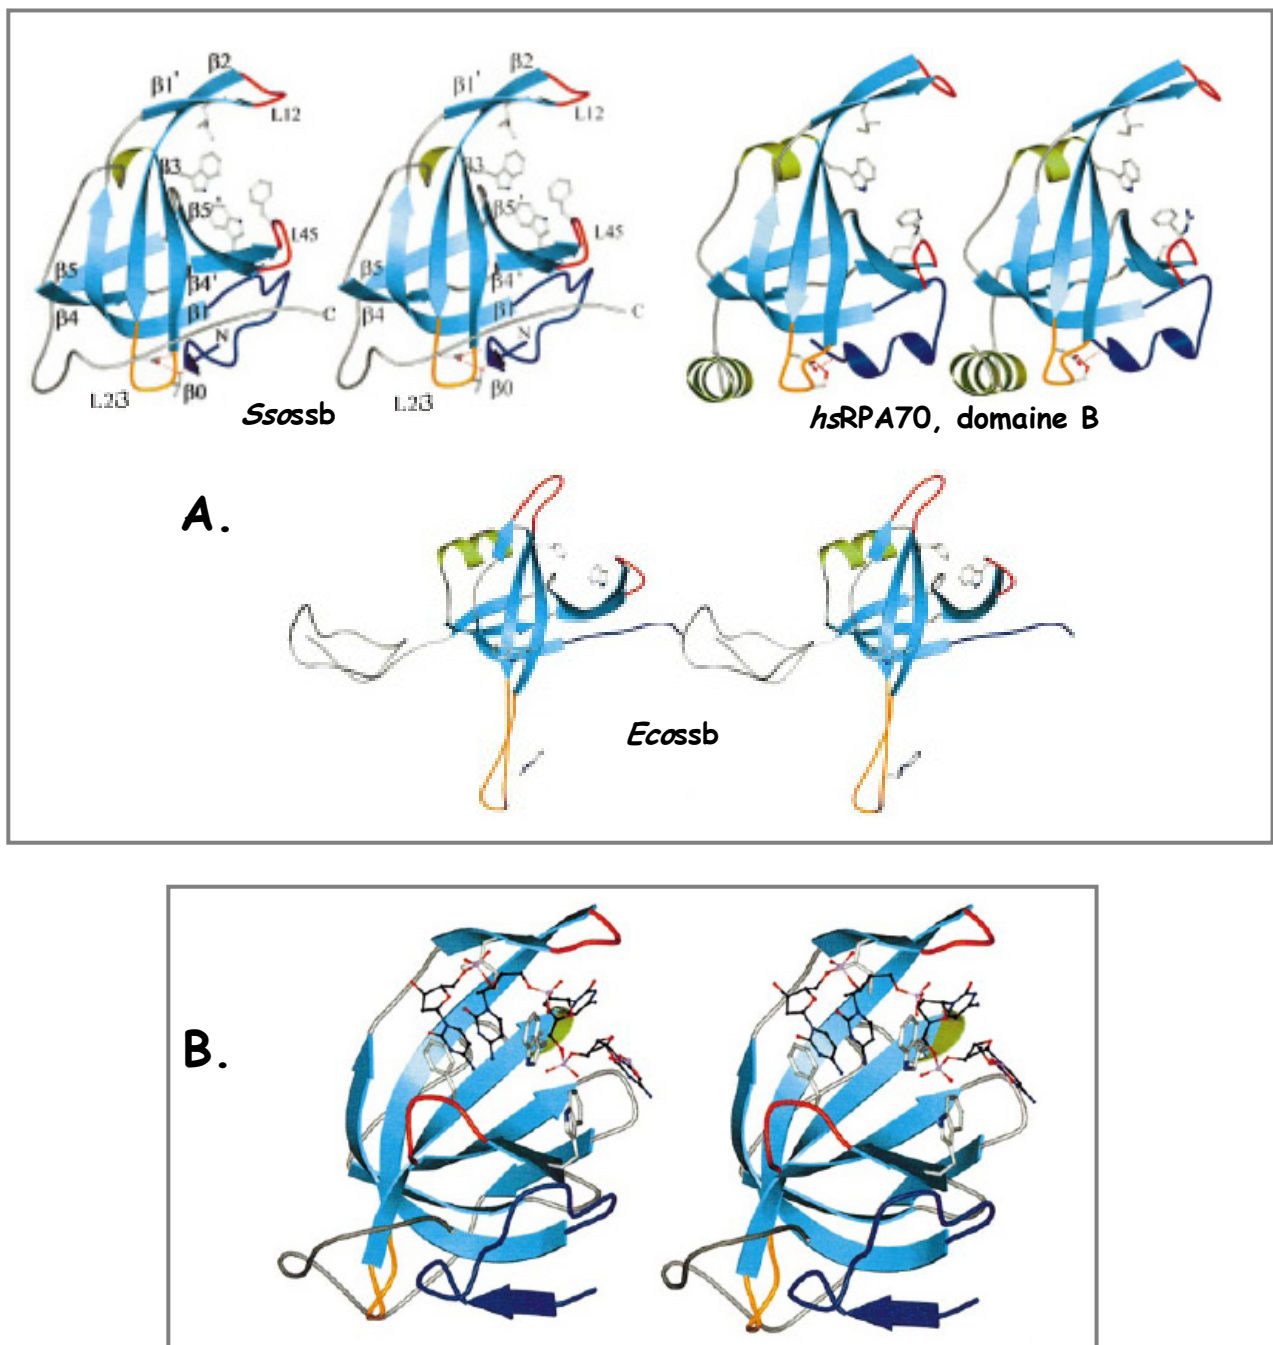 β2 β2
β1' β1'
L12 L12
β3 β3
β5' β5'
L45 L45
β5 β4' β5 β4'
β4 β1 β4 β1
N C N C
β0 β0
L23 L23
Ssossb hsRPA70, domaine B
A.
Ecossb
B.